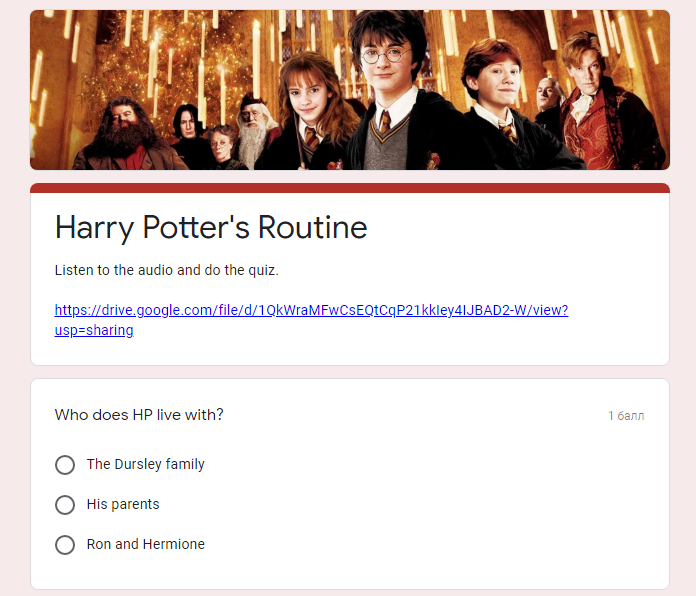 Harry Potter's Routine
Listen to the audio and do the quiz.
https://drive.google.com/file/d/1QkWraMFwCsEQtCqP21kkIey4IJBAD2-W/view?
usp=sharing
Who does HP live with?
1 балл
The Dursley family
His parents
Ron and Hermione